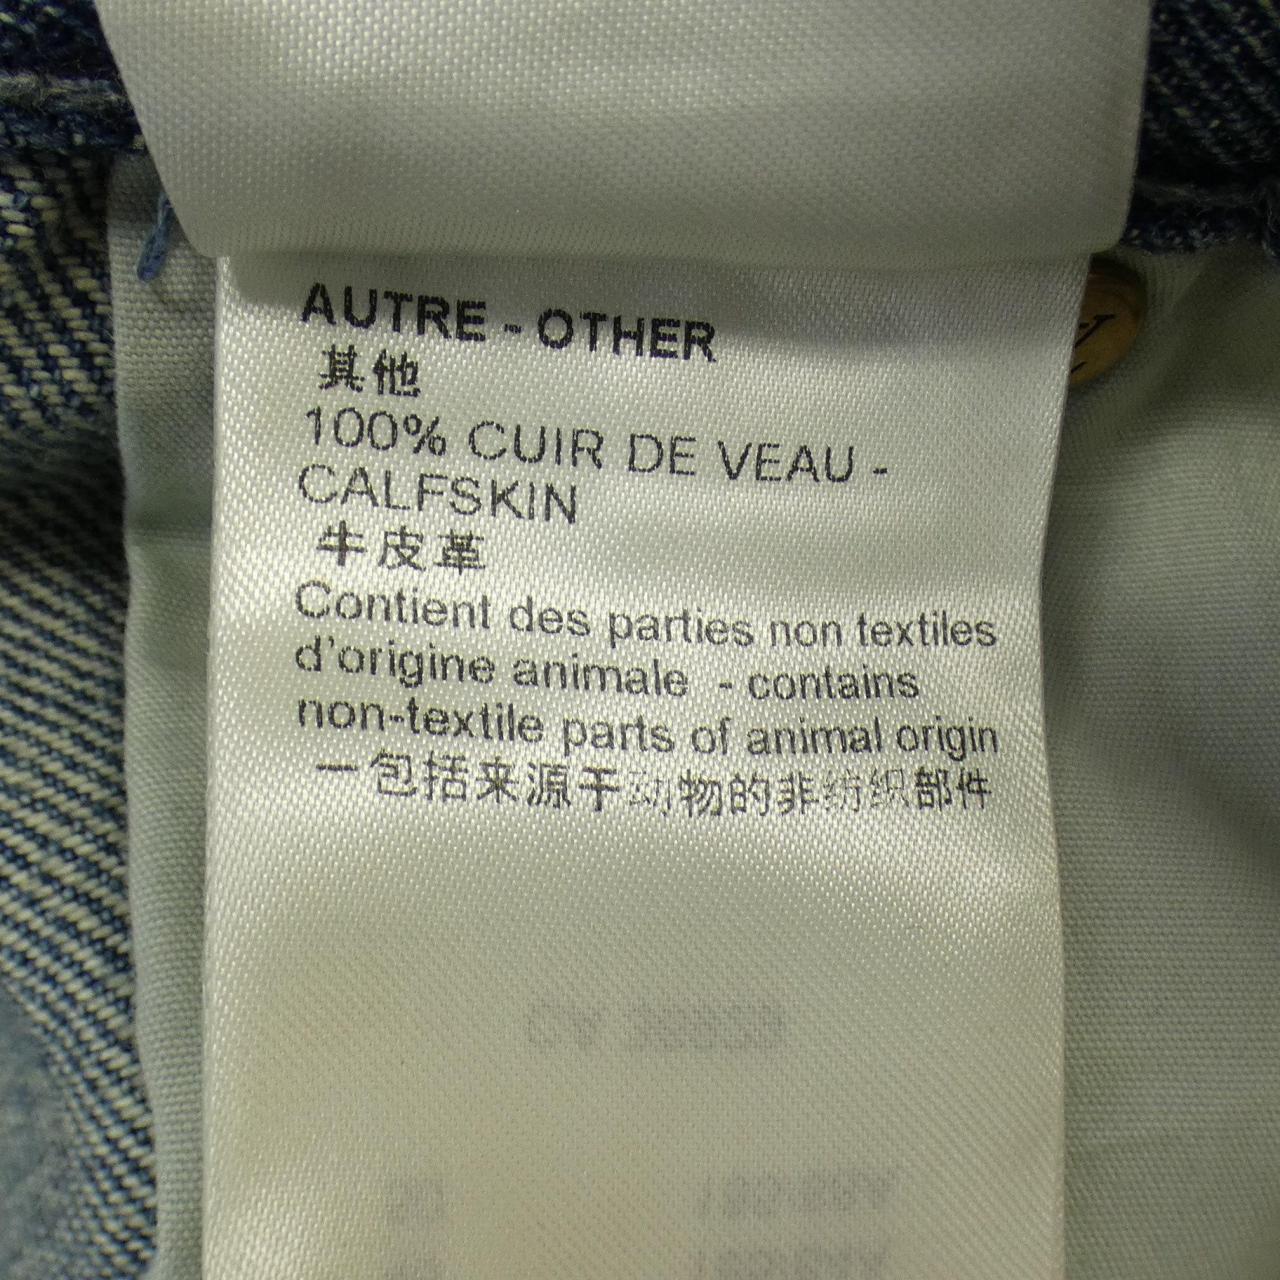 AUTRE - OTHER
其他
100% CUIR DE VEAU -
CALFSKIN
牛皮革
Contient des parties non textiles
d'origine animale - contains
non-textile parts of animal origin
一包括来源于动物的非纺织部件